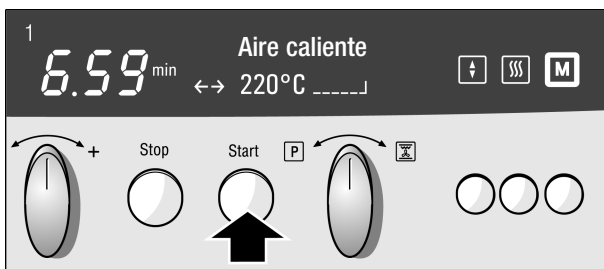 1
Aire caliente
6.59 min
↔ 220°C
M
+
Stop
Start
P